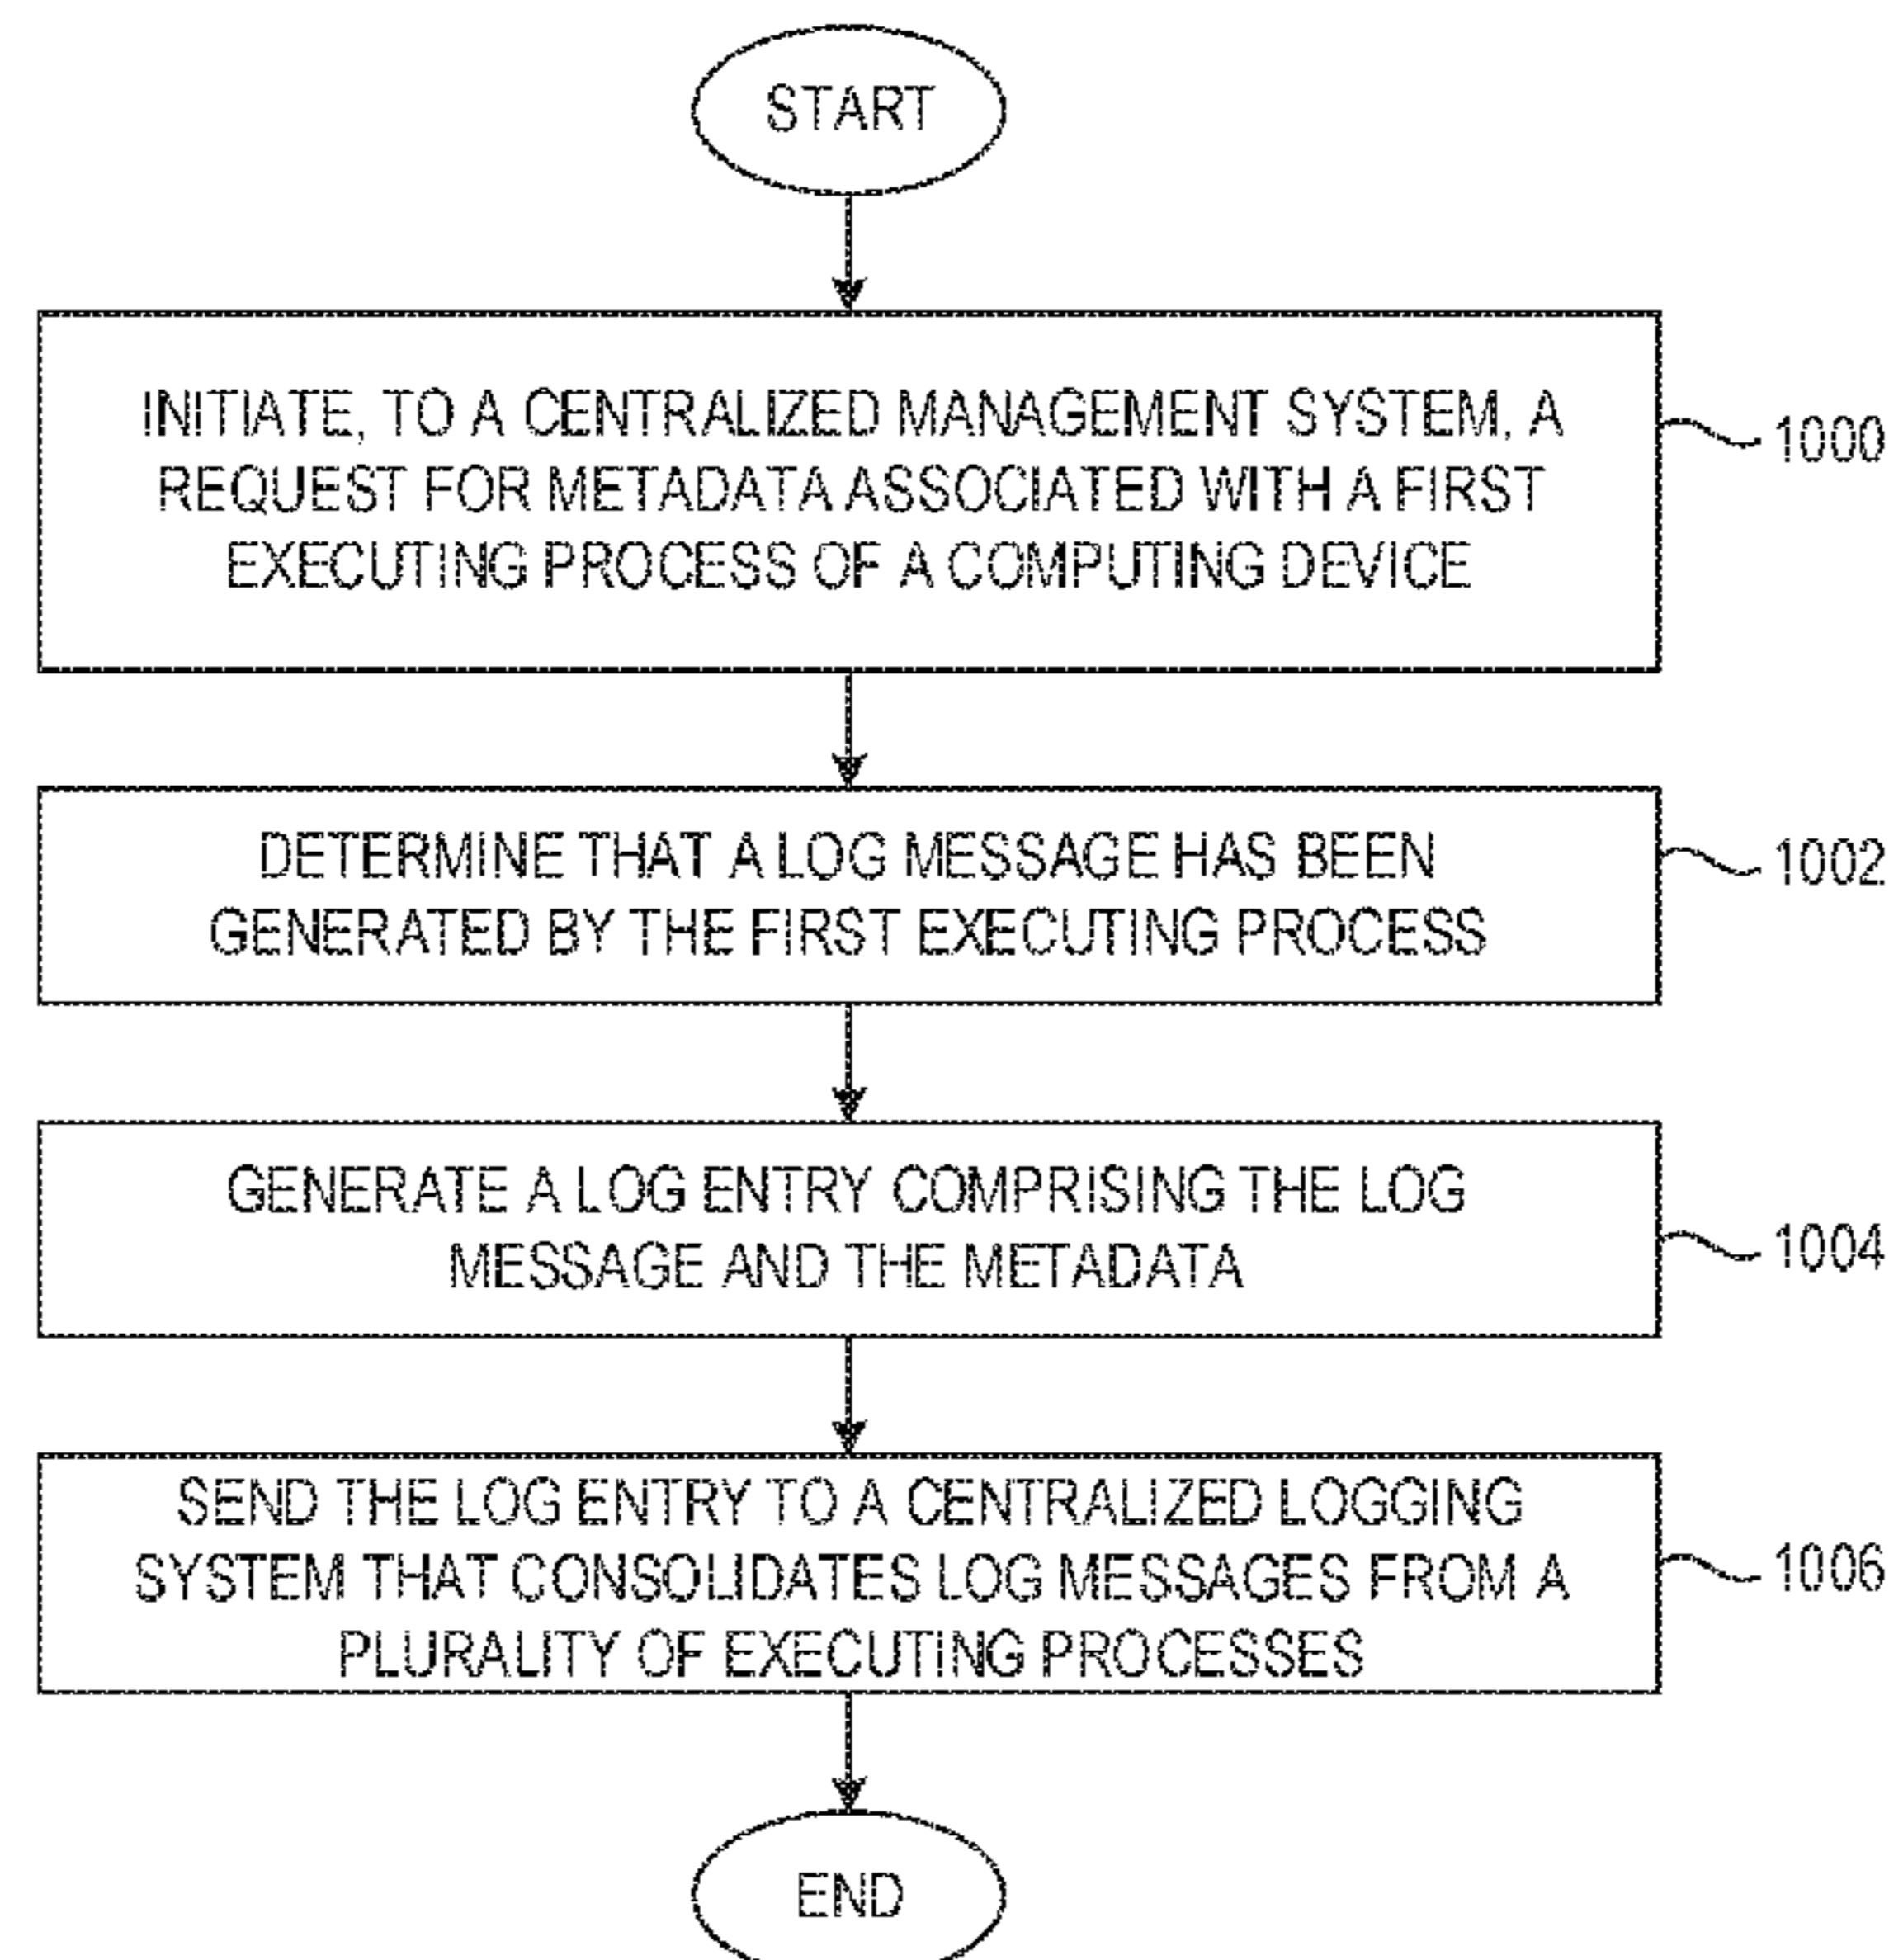 START
INITIATE, TO A CENTRALIZED MANAGEMENT SYSTEM, A
REQUEST FOR METADATA ASSOCIATED WITH A FIRST
EXECUTING PROCESS OF A COMPUTING DEVICE
1000
DETERMINE THAT A LOG MESSAGE HAS BEEN
GENERATED BY THE FIRST EXECUTING PROCESS
1002
GENERATE A LOG ENTRY COMPRISING THE LOG
MESSAGE AND THE METADATA
1004
SEND THE LOG ENTRY TO A CENTRALIZED LOGGING
SYSTEM THAT CONSOLIDATES LOG MESSAGES FROM A
PLURALITY OF EXECUTING PROCESSES
1006
END